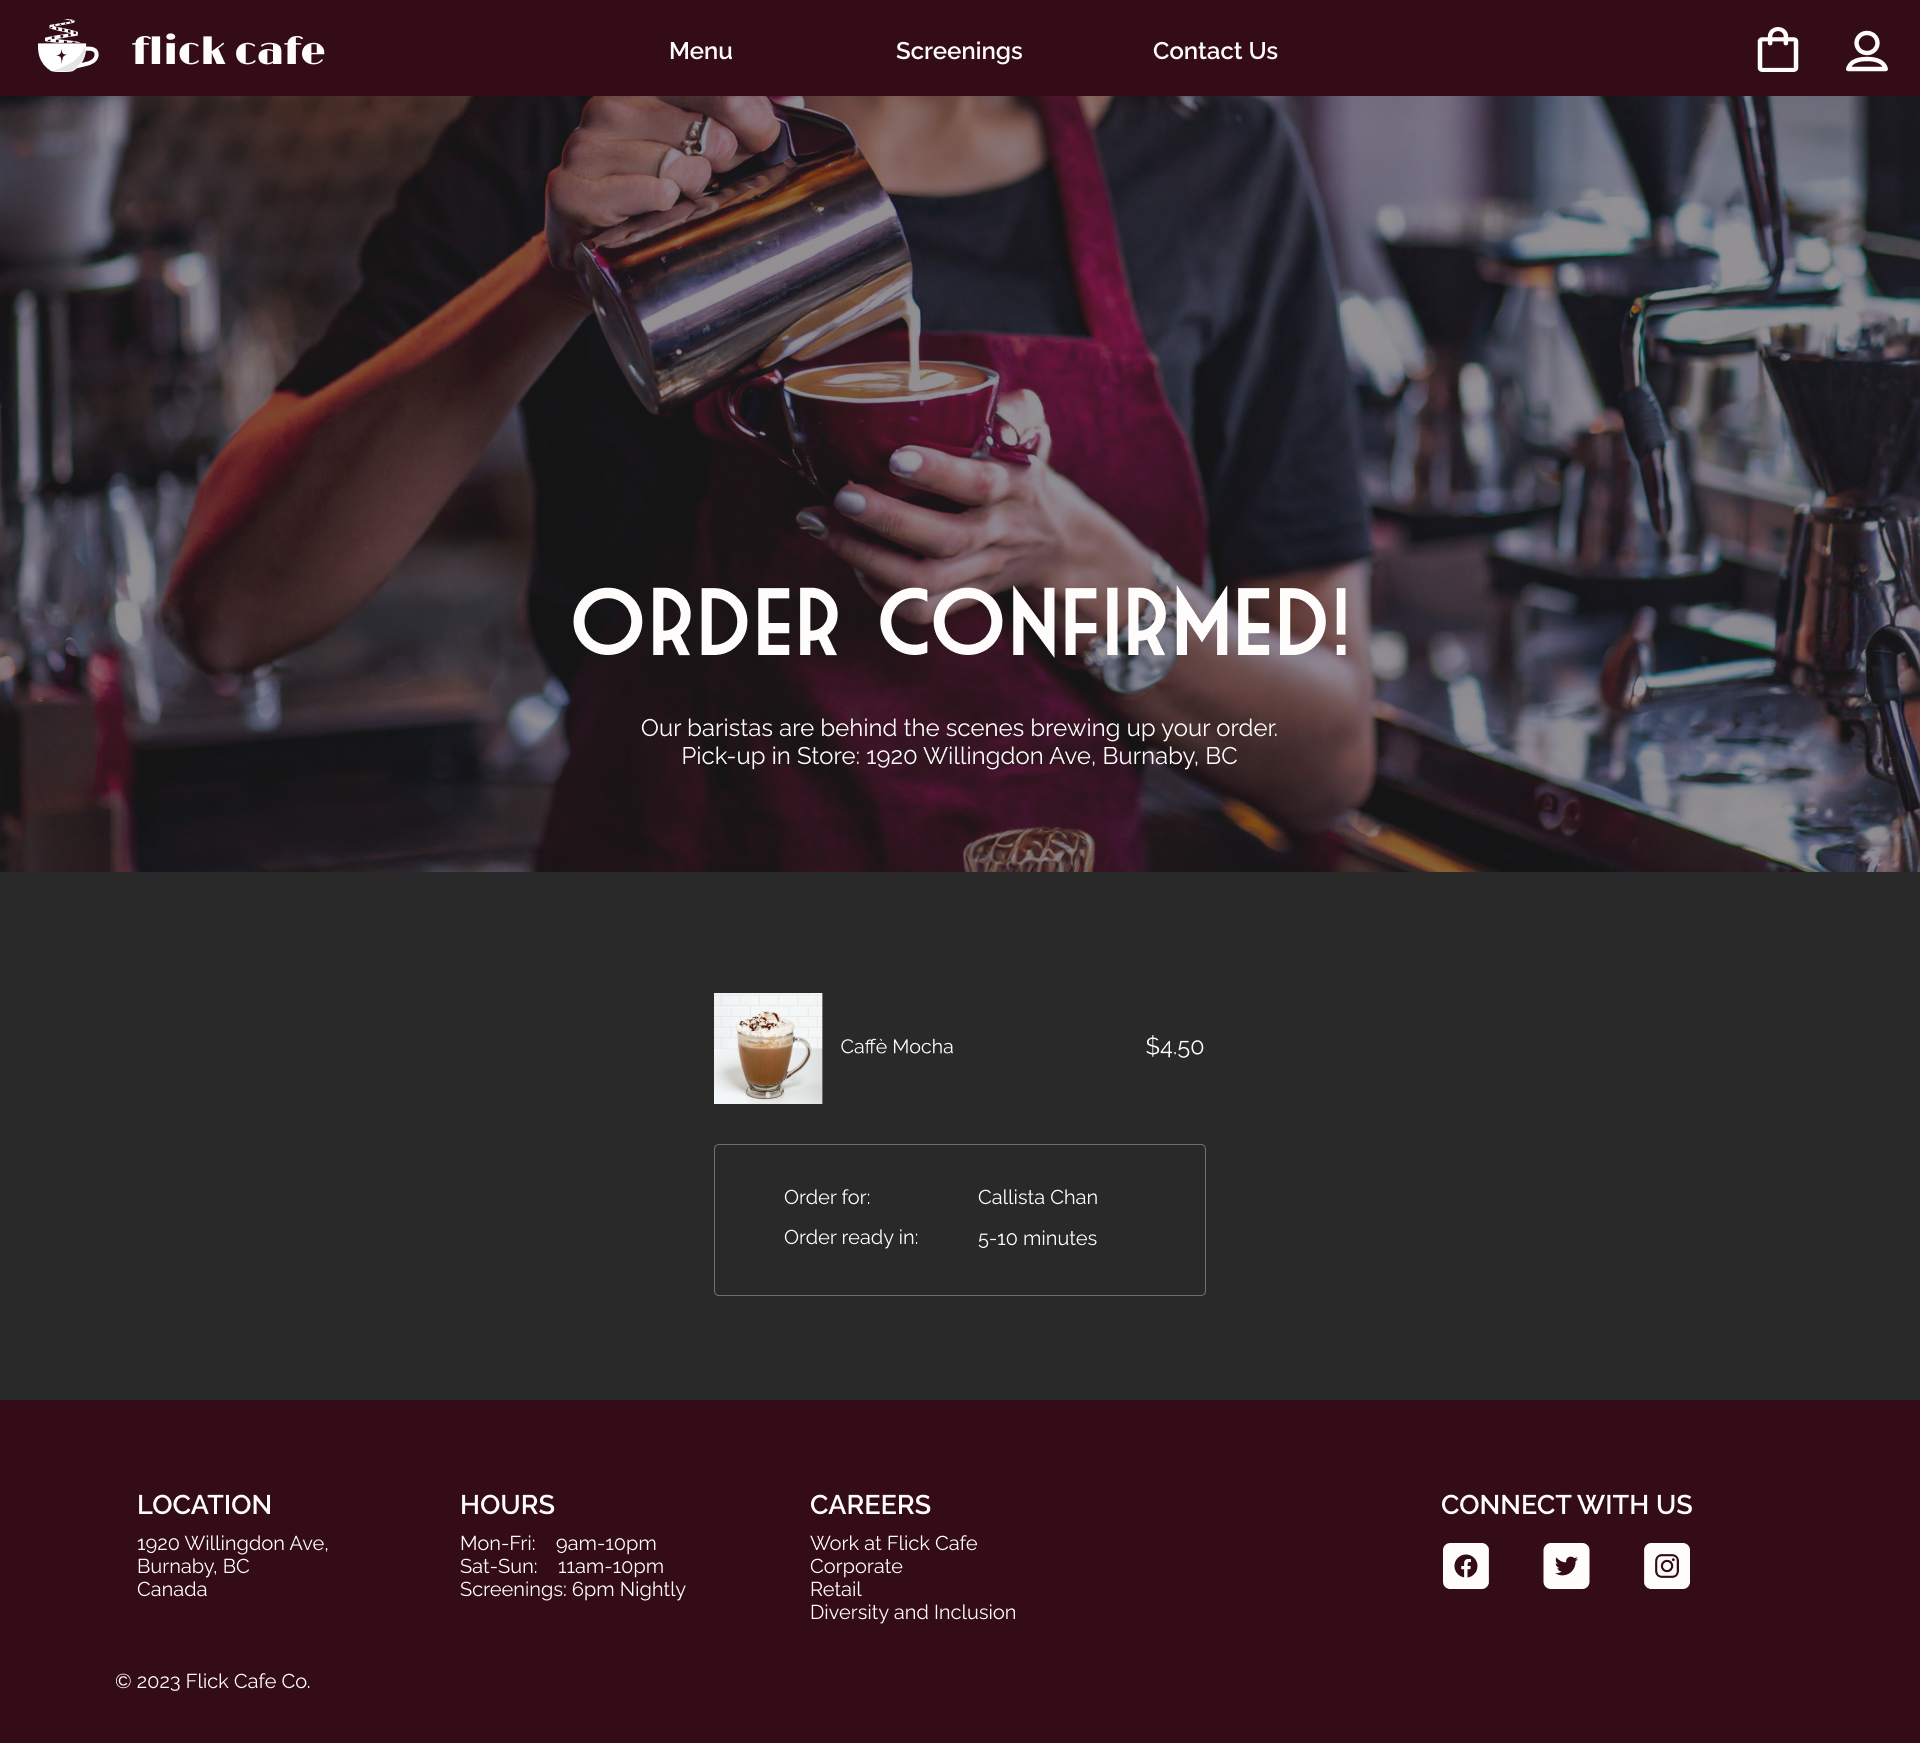 flick cafe
Menu
Screenings
Contact Us
ORDER CONFIRMED!
Our baristas are behind the scenes brewing up your order.
Pick-up in Store: 1920 Willingdon Ave, Burnaby, BC
Caffè Mocha
$4.50
Order for: Callista Chan
Order ready in: 5-10 minutes
LOCATION
1920 Willingdon Ave,
Burnaby, BC
Canada
HOURS
Mon-Fri: 9am-10pm
Sat-Sun: 11am-10pm
Screenings: 6pm Nightly
CAREERS
Work at Flick Cafe
Corporate
Retail
Diversity and Inclusion
CONNECT WITH US
© 2023 Flick Cafe Co.